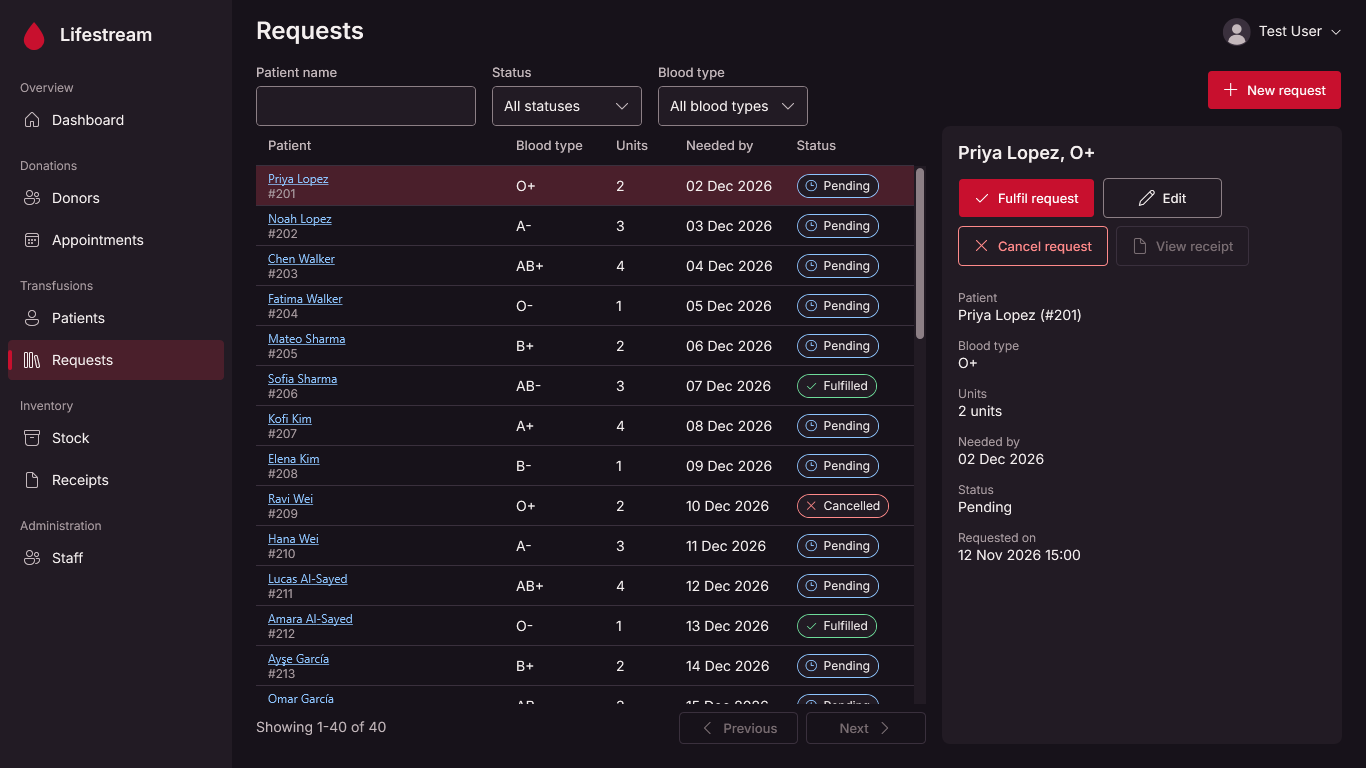 Lifestream
Overview
Dashboard
Donations
Donors
Appointments
Transfusions
Patients
Requests
Inventory
Stock
Receipts
Administration
Staff
Requests
Test User
Patient name
Status
Blood type
All statuses
All blood types
New request
Patient Blood type Units Needed by Status
Priya Lopez
#201
O+ 2 02 Dec 2026 Pending
Noah Lopez
#202
A- 3 03 Dec 2026 Pending
Chen Walker
#203
AB+ 4 04 Dec 2026 Pending
Fatima Walker
#204
O- 1 05 Dec 2026 Pending
Mateo Sharma
#205
B+ 2 06 Dec 2026 Pending
Sofia Sharma
#206
AB- 3 07 Dec 2026 Fulfilled
Kofi Kim
#207
A+ 4 08 Dec 2026 Pending
Elena Kim
#208
B- 1 09 Dec 2026 Pending
Ravi Wei
#209
O+ 2 10 Dec 2026 Cancelled
Hana Wei
#210
A- 3 11 Dec 2026 Pending
Lucas Al-Sayed
#211
AB+ 4 12 Dec 2026 Pending
Amara Al-Sayed
#212
O- 1 13 Dec 2026 Fulfilled
Ayşe García
#213
B+ 2 14 Dec 2026 Pending
Omar García
15 Dec 2026 Pending
Showing 1-40 of 40
Previous
Next
Priya Lopez, O+
Fulfil request
Edit
Cancel request
View receipt
Patient
Priya Lopez (#201)
Blood type
O+
Units
2 units
Needed by
02 Dec 2026
Status
Pending
Requested on
12 Nov 2026 15:00